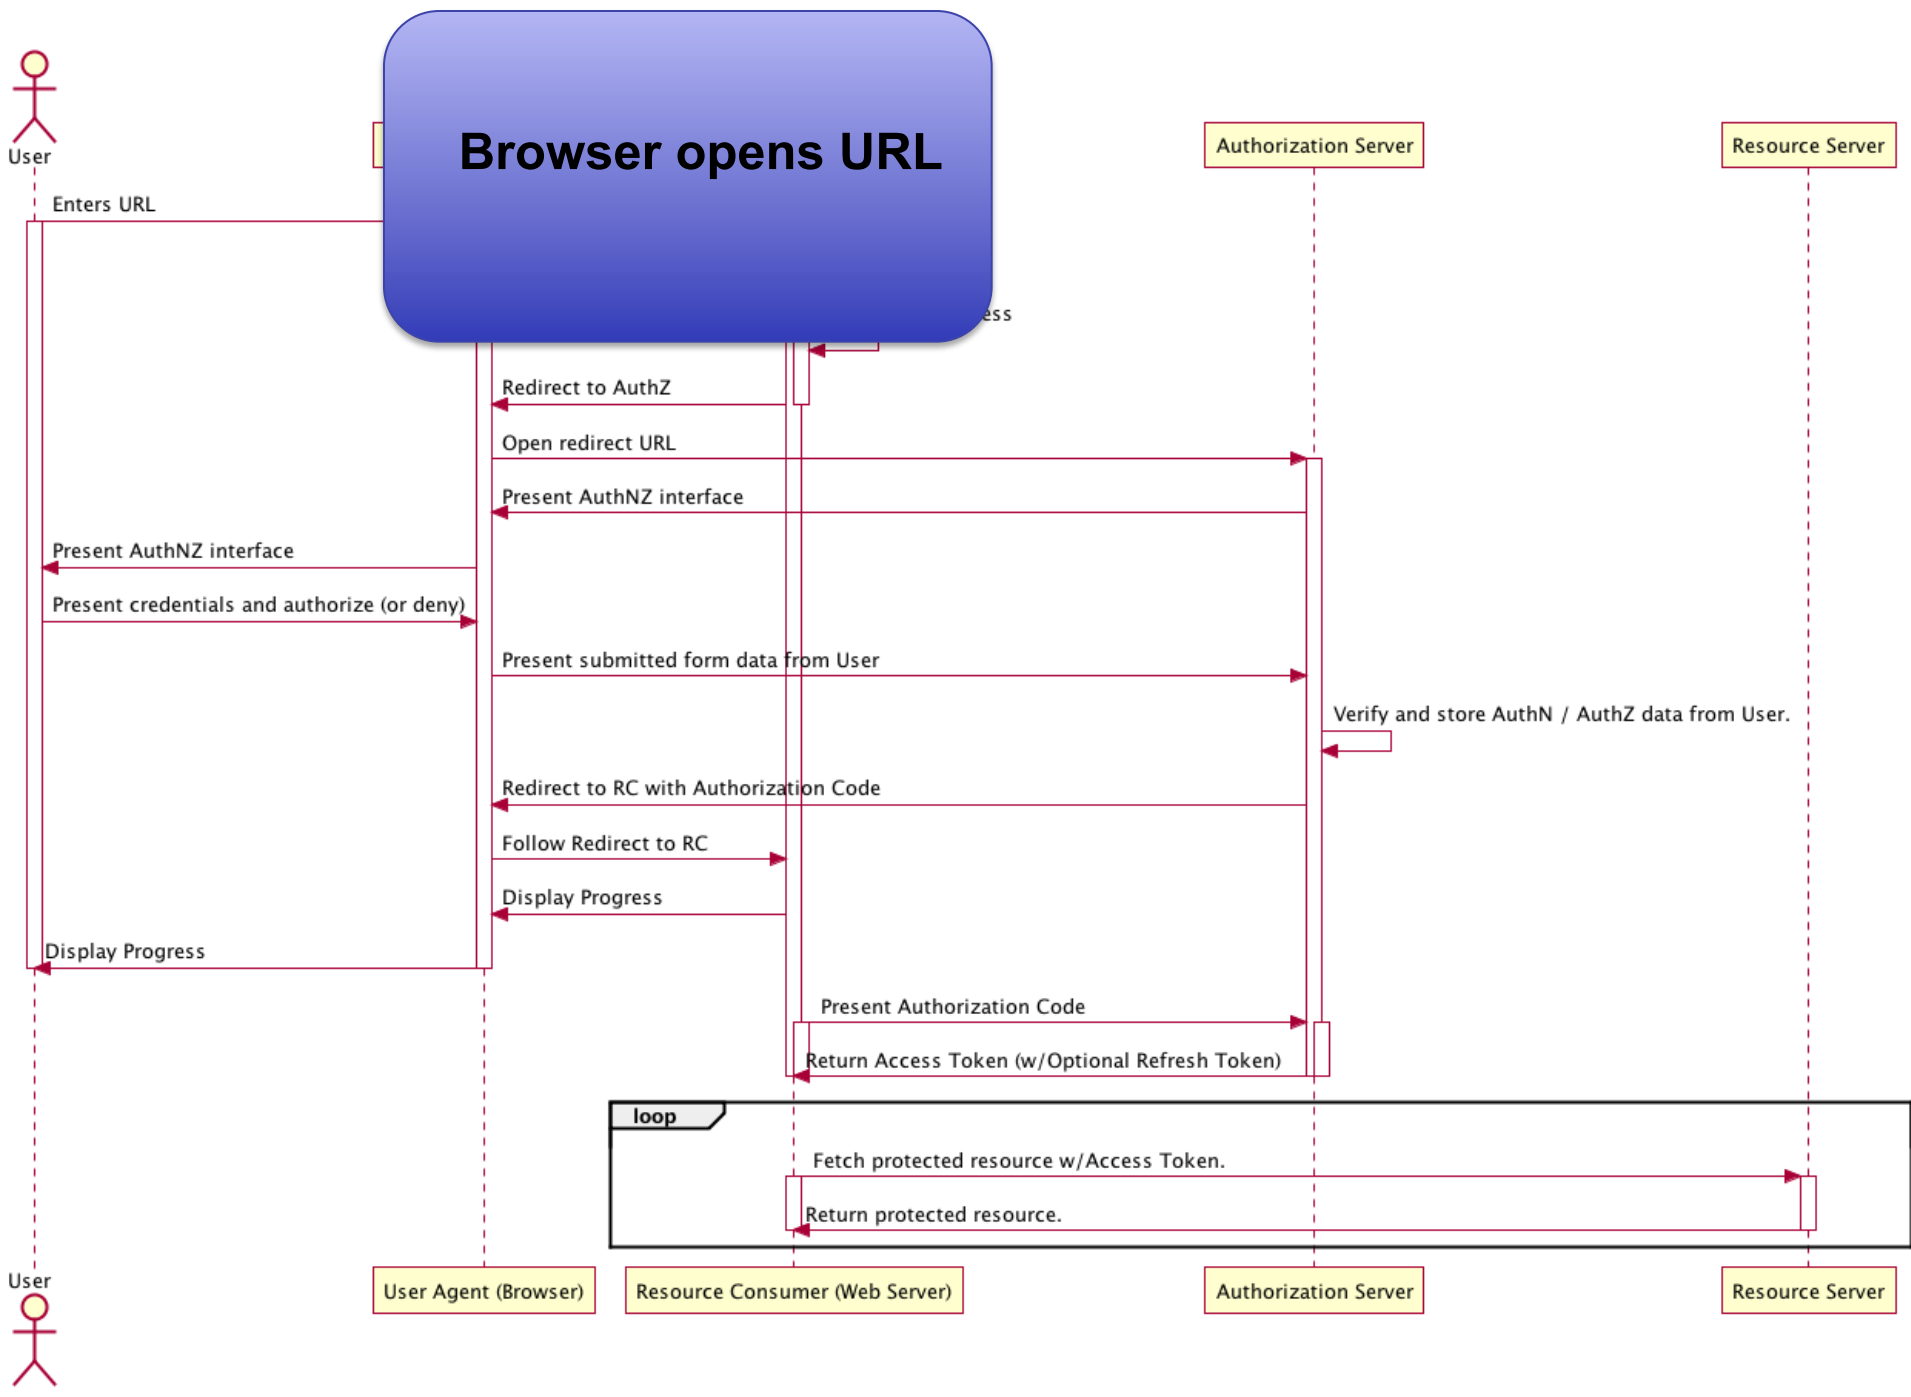 Browser opens URL
User
Authorization Server
Resource Server
Enters URL
Redirect to AuthZ
Open redirect URL
Present AuthNZ interface
Present AuthNZ interface
Present credentials and authorize (or deny)
Present submitted form data from User
Verify and store AuthN / AuthZ data from User.
Redirect to RC with Authorization Code
Follow Redirect to RC
Display Progress
Display Progress
Present Authorization Code
Return Access Token (w/Optional Refresh Token)
loop
Fetch protected resource w/Access Token.
Return protected resource.
User
User Agent (Browser)
Resource Consumer (Web Server)
Authorization Server
Resource Server